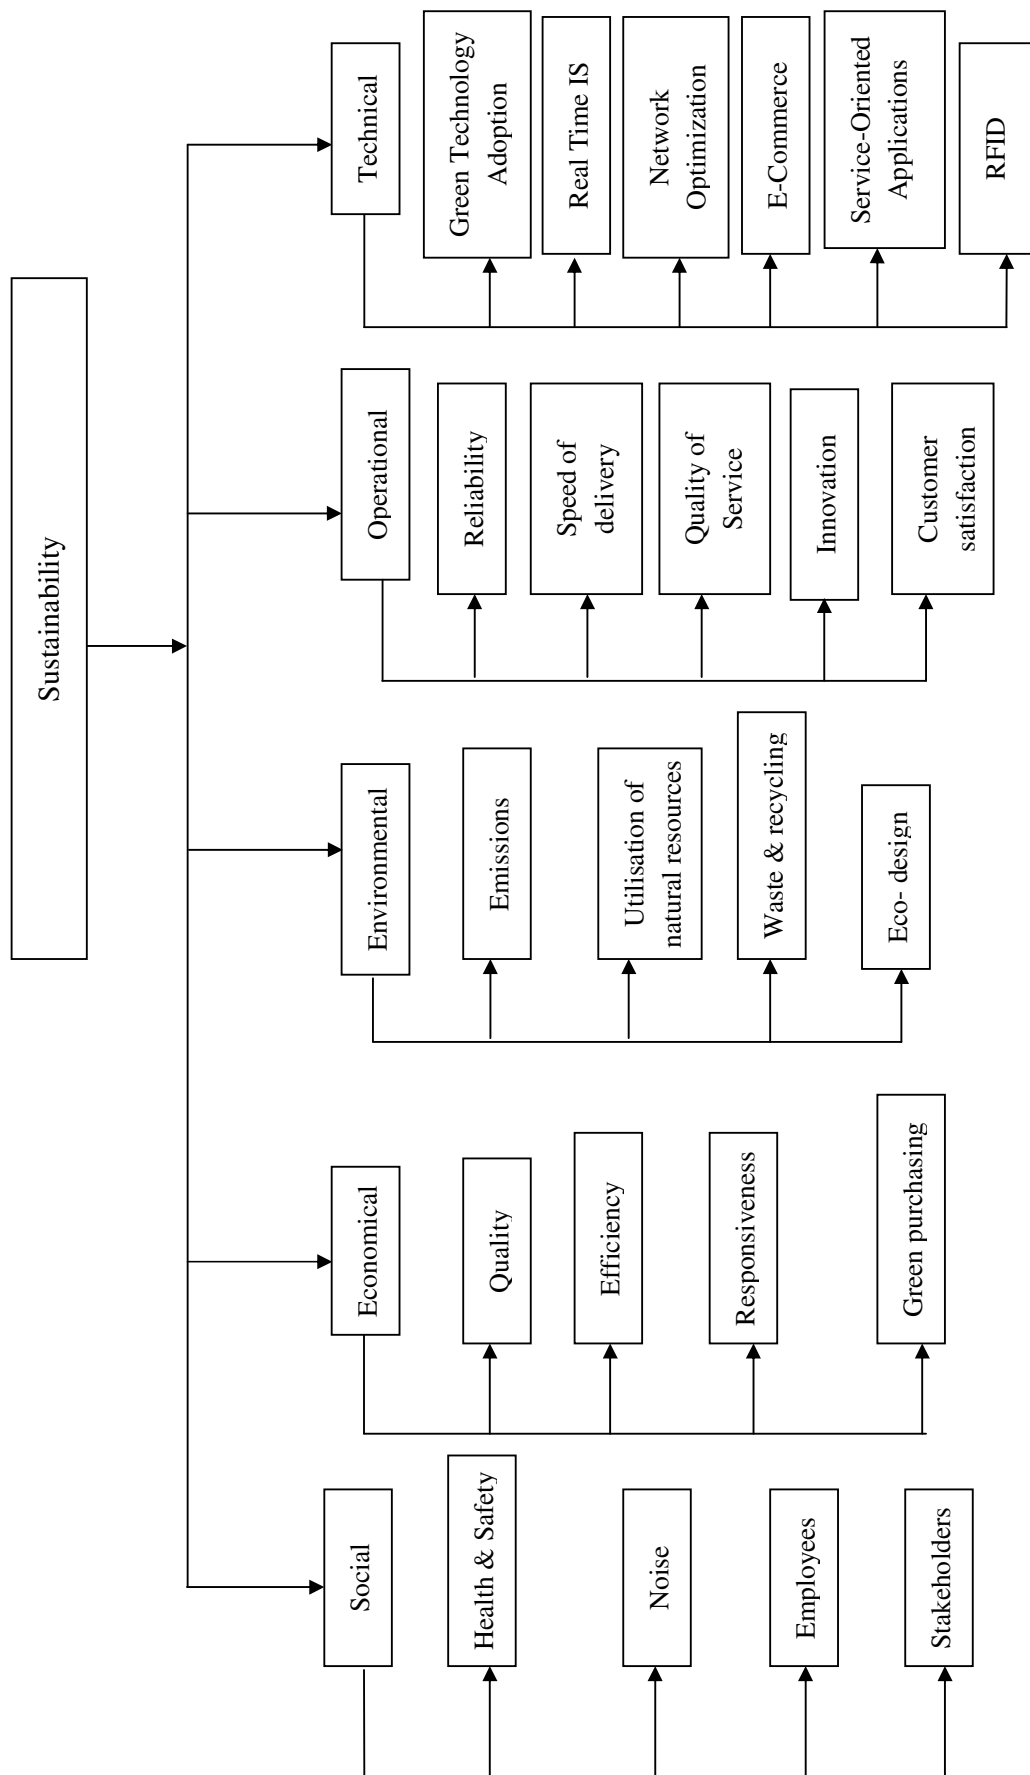 Sustainability
Social
Health & Safety
Noise
Employees
Stakeholders
Economical
Quality
Efficiency
Responsiveness
Green purchasing
Environmental
Emissions
Utilisation of
natural resources
Waste & recycling
Eco- design
Operational
Reliability
Speed of
delivery
Quality of
Service
Innovation
Customer
satisfaction
Technical
Green Technology
Adoption
Real Time IS
Network
Optimization
E-Commerce
Service-Oriented
Applications
RFID